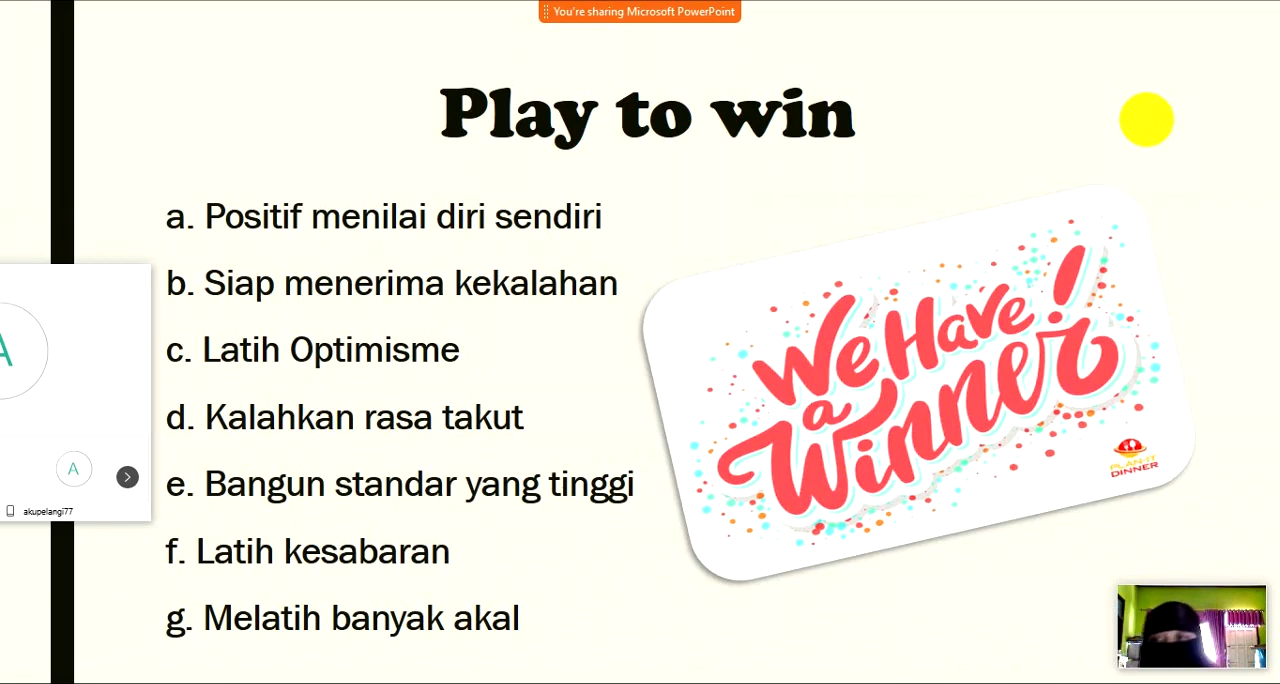 You're sharing Microsoft PowerPoint
Play to win
a. Positif menilai diri sendiri
b. Siap menerima kekalahan
c. Latih Optimisme
d. Kalahkan rasa takut
e. Bangun standar yang tinggi
f. Latih kesabaran
g. Melatih banyak akal
We Have
a
Winner!
PLAN-IT
DINNER
A
A
akupelangi77